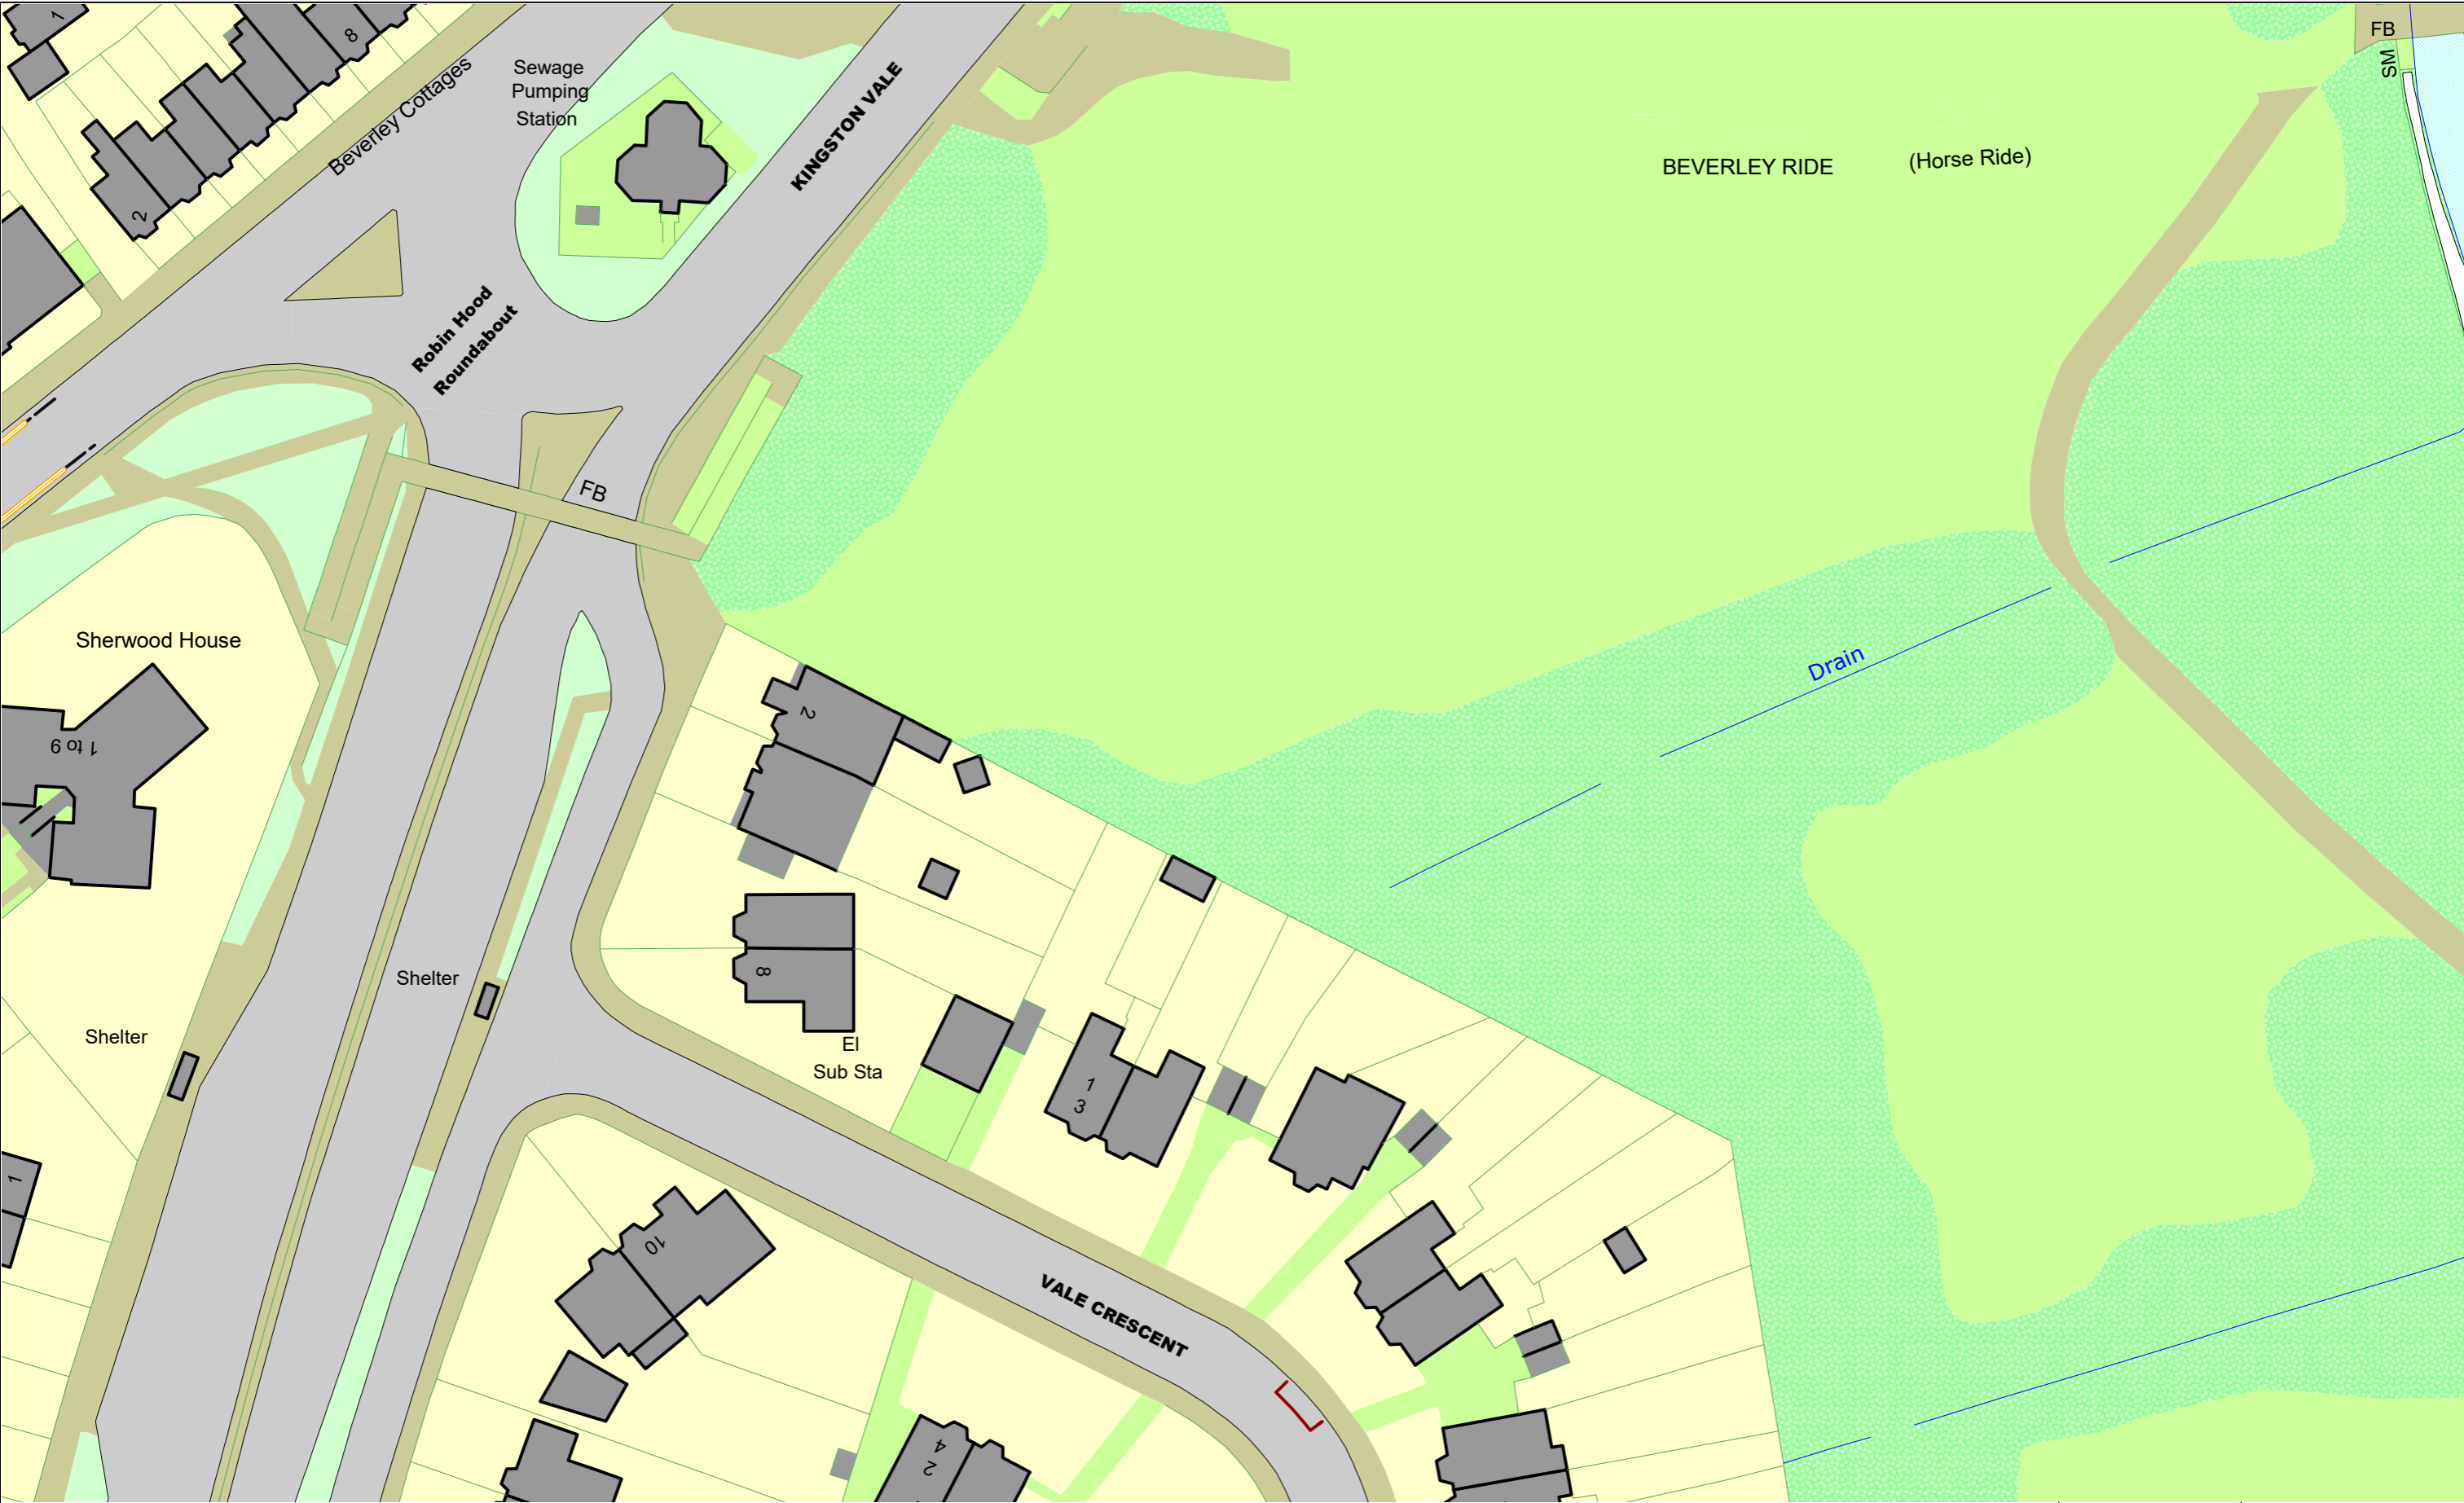 1
8
FB
SM
Beverley Cottages
Sewage
Pumping
Station
KINGSTON VALE
BEVERLEY RIDE
(Horse Ride)
2
Robin Hood
Roundabout
FB
Sherwood House
1 to 9
2
Drain
8
Shelter
Shelter
El
Sub Sta
1
3
1
10
VALE CRESCENT
4
2